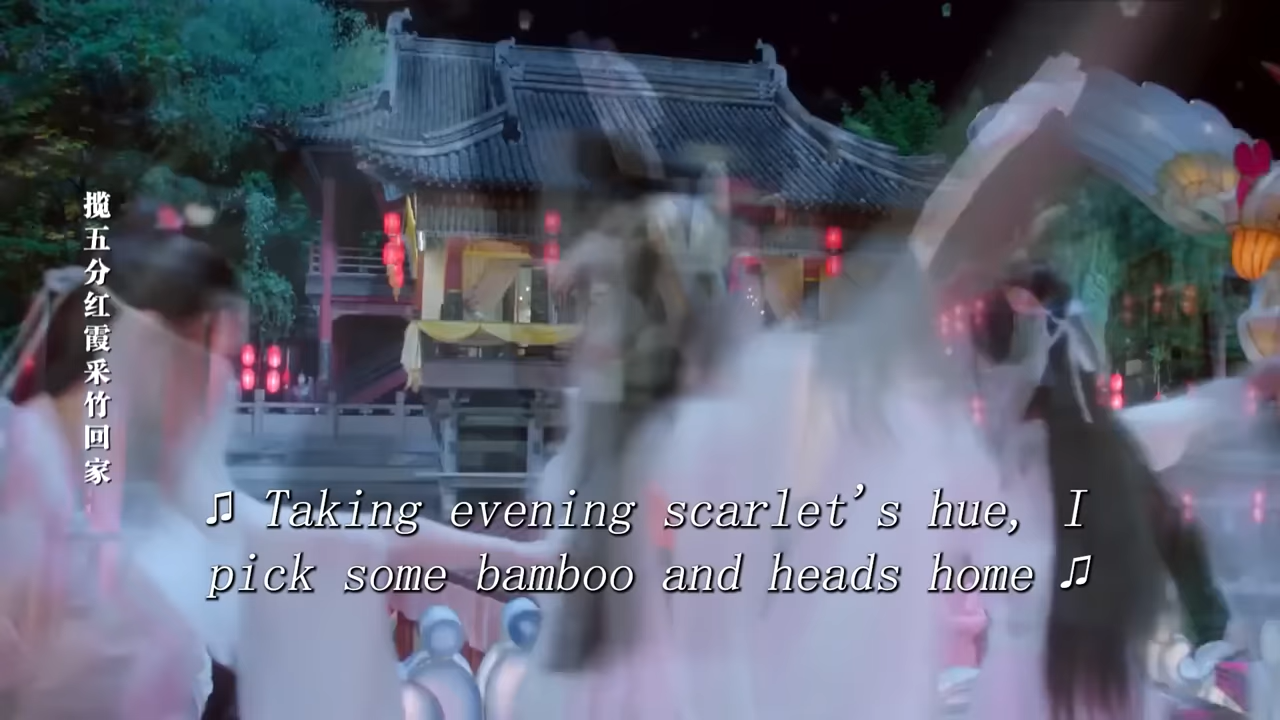 揽五分红霞采竹回家
♫ Taking evening scarlet's hue, I
pick some bamboo and heads home ♫